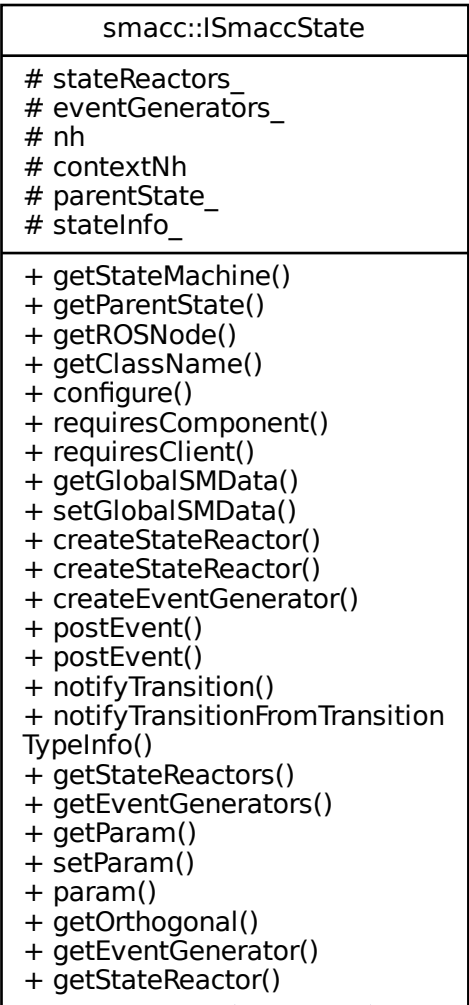 smacc::ISmaccState
# stateReactors_
# eventGenerators_
# nh
# contextNh
# parentState_
# stateInfo_
+ getStateMachine()
+ getParentState()
+ getROSNode()
+ getClassName()
+ configure()
+ requiresComponent()
+ requiresClient()
+ getGlobalSMData()
+ setGlobalSMData()
+ createStateReactor()
+ createStateReactor()
+ createEventGenerator()
+ postEvent()
+ postEvent()
+ notifyTransition()
+ notifyTransitionFromTransition
TypeInfo()
+ getStateReactors()
+ getEventGenerators()
+ getParam()
+ setParam()
+ param()
+ getOrthogonal()
+ getEventGenerator()
+ getStateReactor()